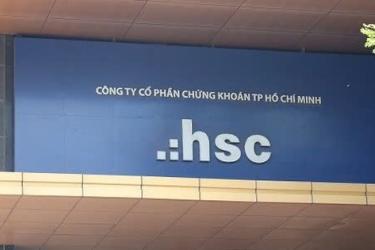 CÔNG TY CỔ PHẦN CHỨNG KHOÁN TP HỒ CHÍ MINH
.:hsc